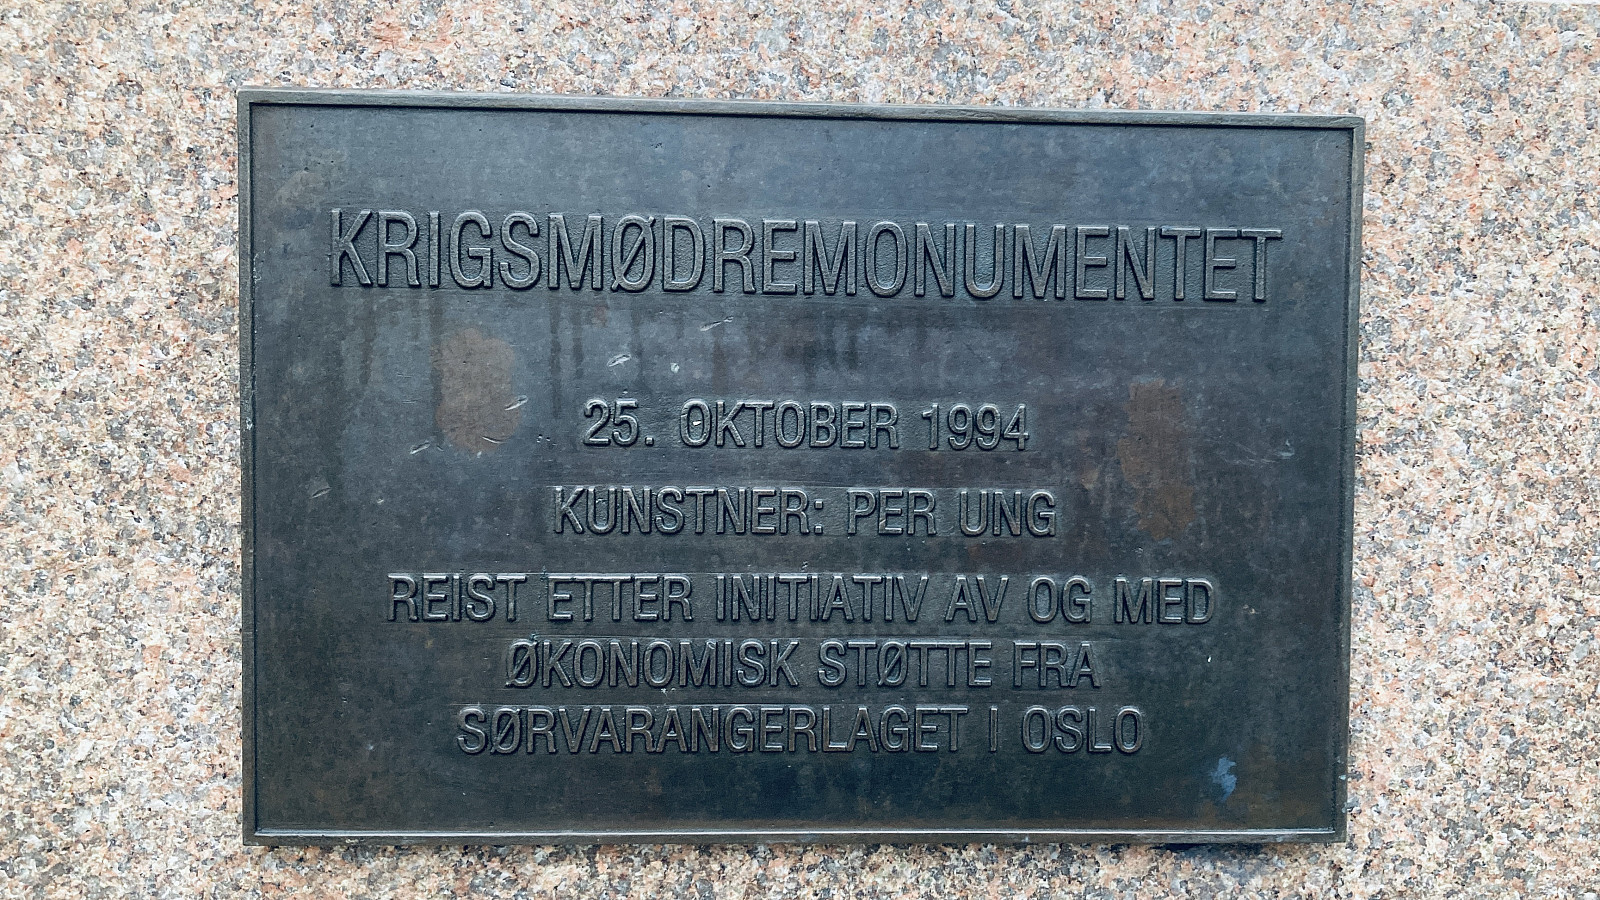 KRIGSMØDREMONUMENTET
25. OKTOBER 1994
KUNSTNER: PER UNG
REIST ETTER INITIATIV AV OG MED
ØKONOMISK STØTTE FRA
SØRVARANGERLAGET I OSLO